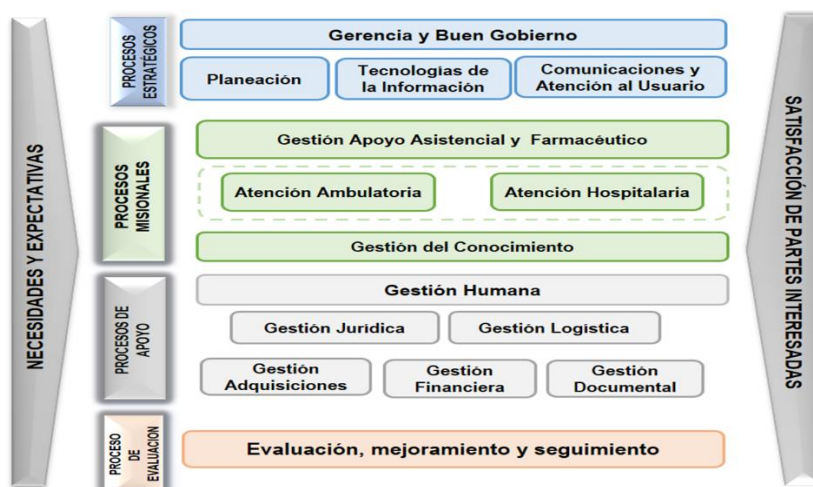 NECESIDADES Y EXPECTATIVAS
PROCESOS
ESTRATÉGICOS
Gerencia y Buen Gobierno
Planeación
Tecnologías de
la Información
Comunicaciones y
Atención al Usuario
PROCESOS
MISIONALES
Gestión Apoyo Asistencial y Farmacéutico
Atención Ambulatoria
Atención Hospitalaria
Gestión del Conocimiento
PROCESOS DE
APOYO
Gestión Humana
Gestión Jurídica
Gestión Logística
Gestión
Adquisiciones
Gestión
Financiera
Gestión
Documental
PROCESO
DE
EVALUACION
Evaluación, mejoramiento y seguimiento
SATISFACCIÓN DE PARTES INTERESADAS